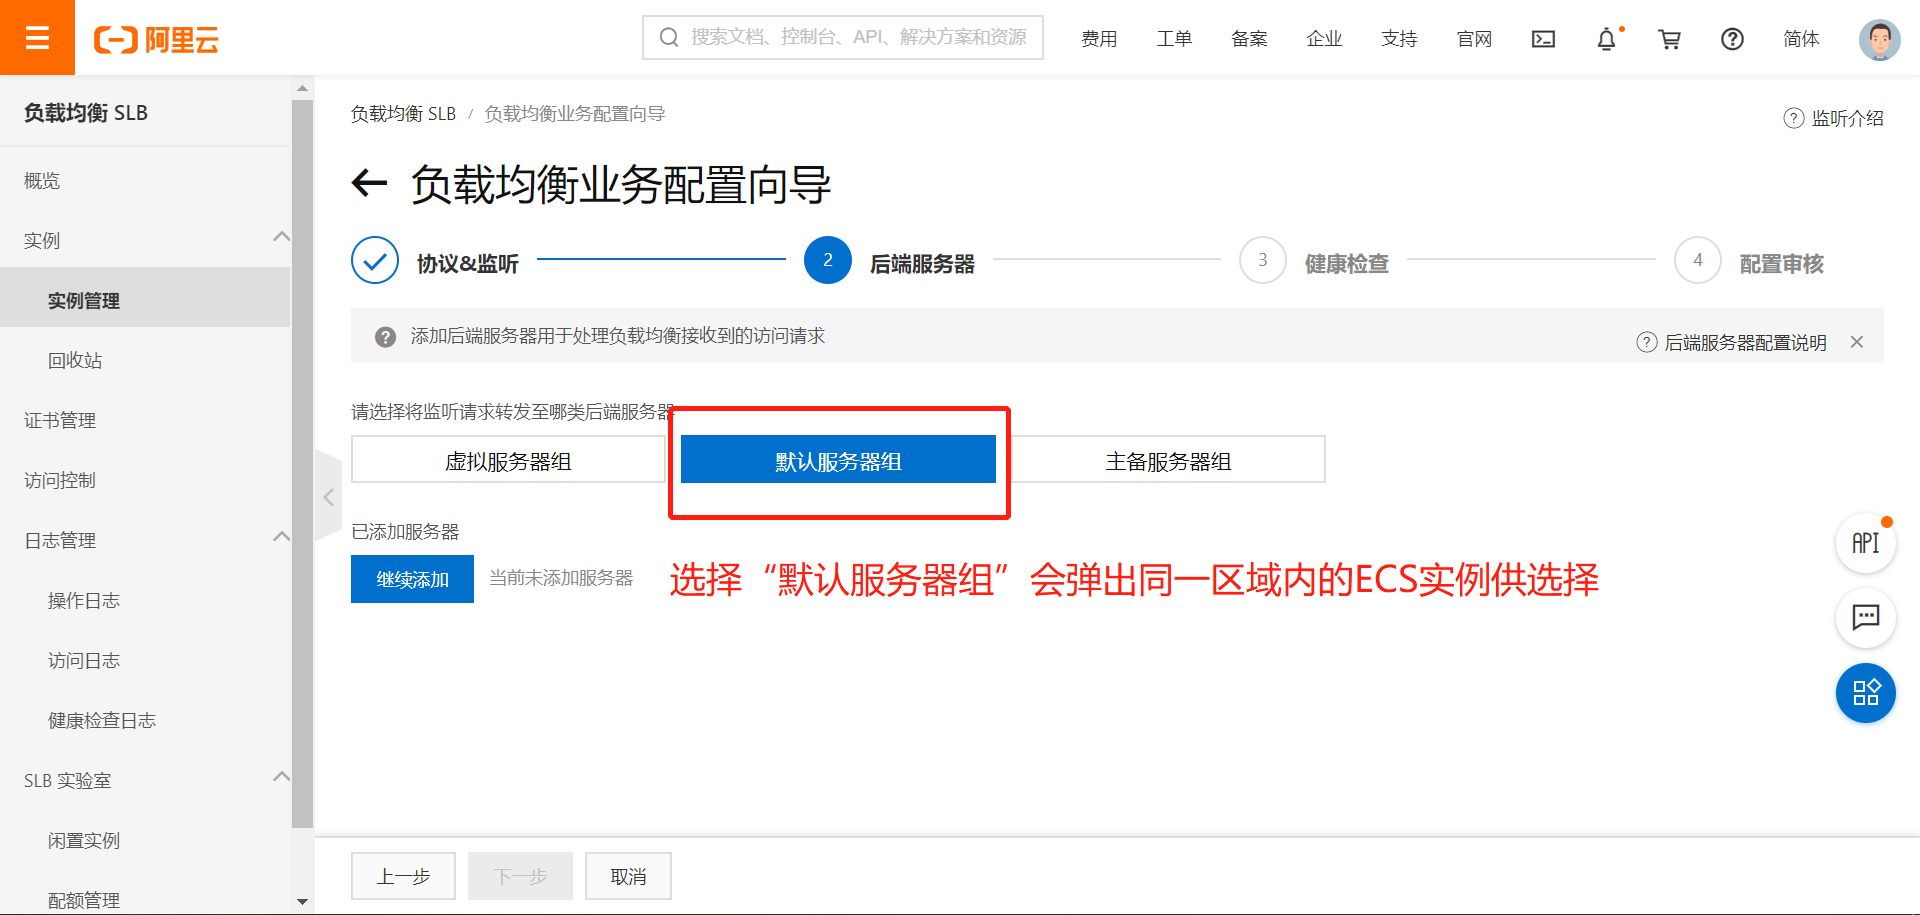 阿里云
搜索文档、控制台、API、解决方案和资源
费用
工单
备案
企业
支持
官网
简体
负载均衡 SLB
概览
实例
实例管理
回收站
证书管理
访问控制
日志管理
操作日志
访问日志
健康检查日志
SLB 实验室
闲置实例
配额管理
负载均衡 SLB / 负载均衡业务配置向导
监听介绍
负载均衡业务配置向导
协议&监听
2 后端服务器
3 健康检查
4 配置审核
添加后端服务器用于处理负载均衡接收到的访问请求
后端服务器配置说明
请选择将监听请求转发至哪类后端服务器
虚拟服务器组
默认服务器组
主备服务器组
已添加服务器
继续添加
当前未添加服务器
选择“默认服务器组”会弹出同一区域内的ECS实例供选择
API
上一步
下一步
取消